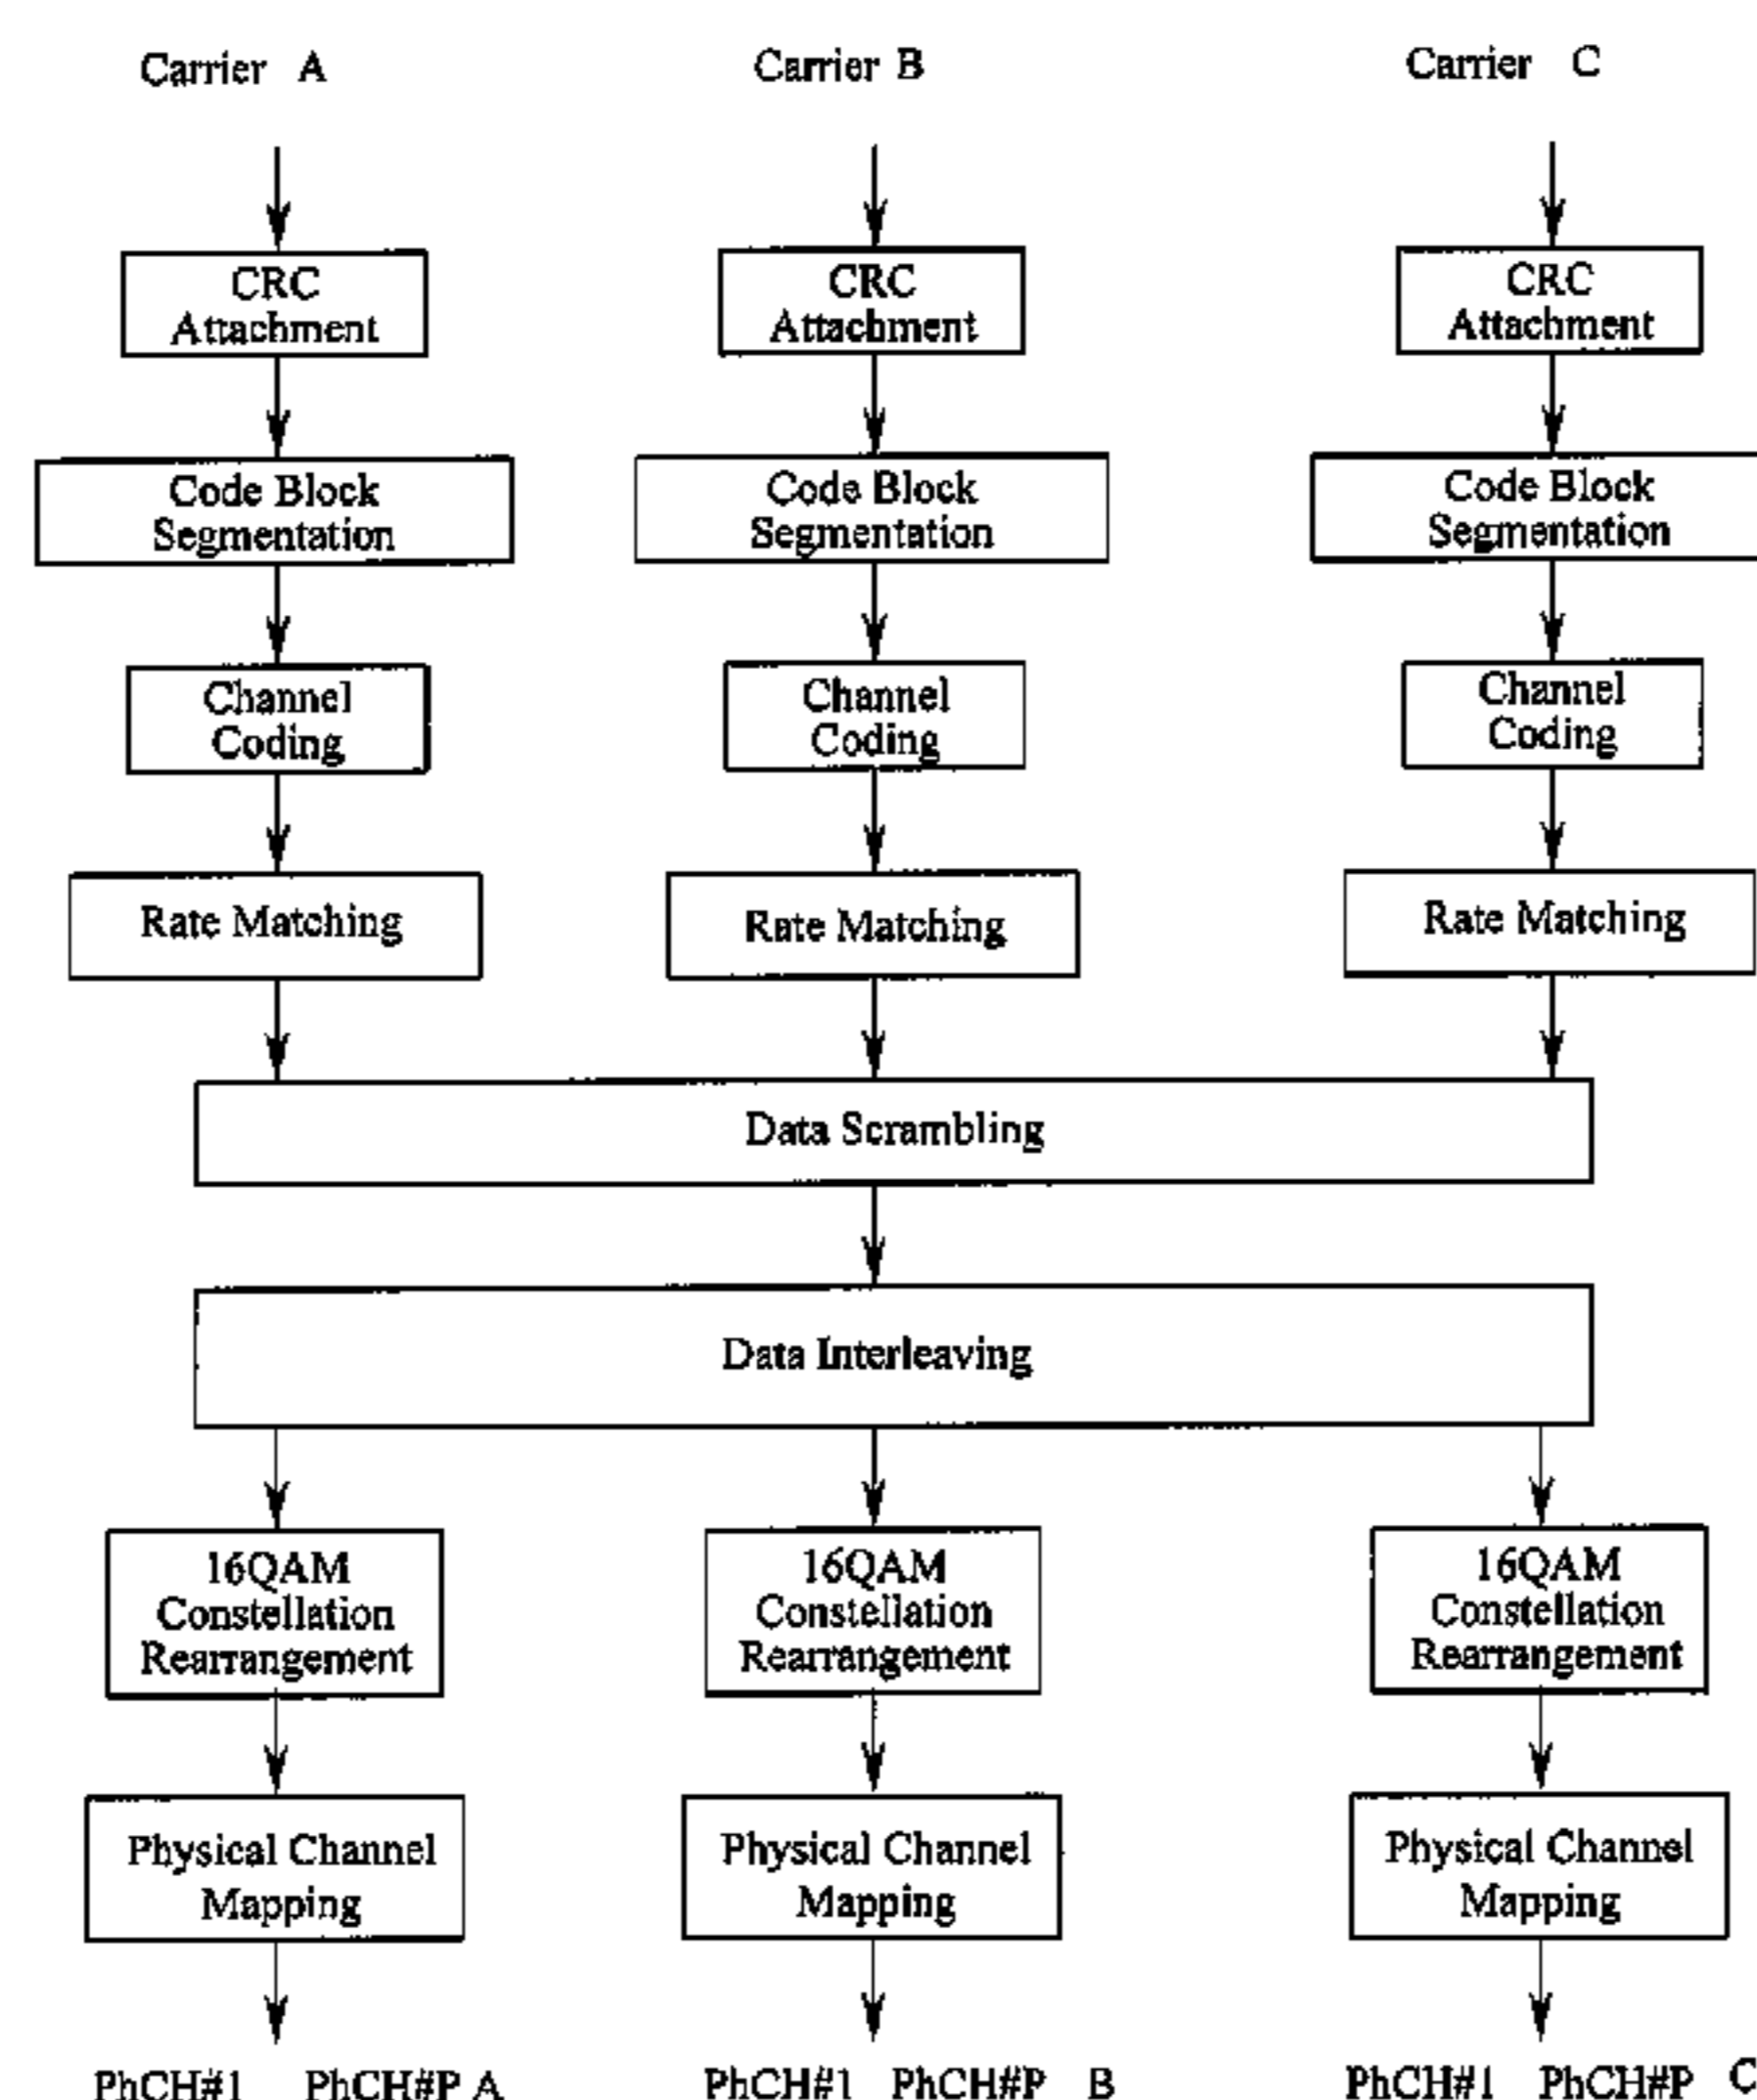 Carrier A
Carrier B
Carrier C
CRC
Attachment
CRC
Attachment
CRC
Attachment
Code Block
Segmentation
Code Block
Segmentation
Code Block
Segmentation
Channel
Coding
Channel
Coding
Channel
Coding
Rate Matching
Rate Matching
Rate Matching
Data Scrambling
Data Interleaving
16QAM
Constellation
Rearrangement
16QAM
Constellation
Rearrangement
16QAM
Constellation
Rearrangement
Physical Channel
Mapping
Physical Channel
Mapping
Physical Channel
Mapping
PhCH#1 PhCH#P A
PhCH#1 PhCH#P B
PhCH#1 PhCH#P C